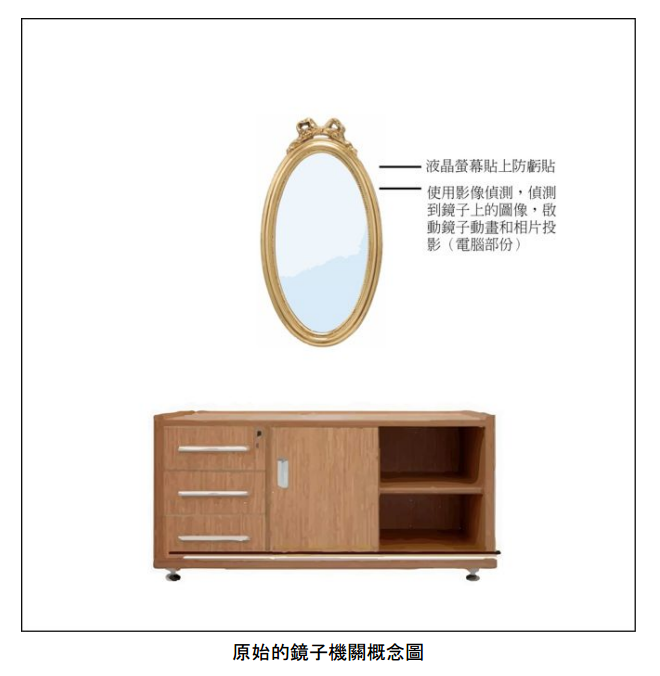 液晶螢幕貼上防虧貼
使用影像偵測，偵測
到鏡子上的圖像，啟
動鏡子動畫和相片投
影（電腦部份）
原始的鏡子機關概念圖